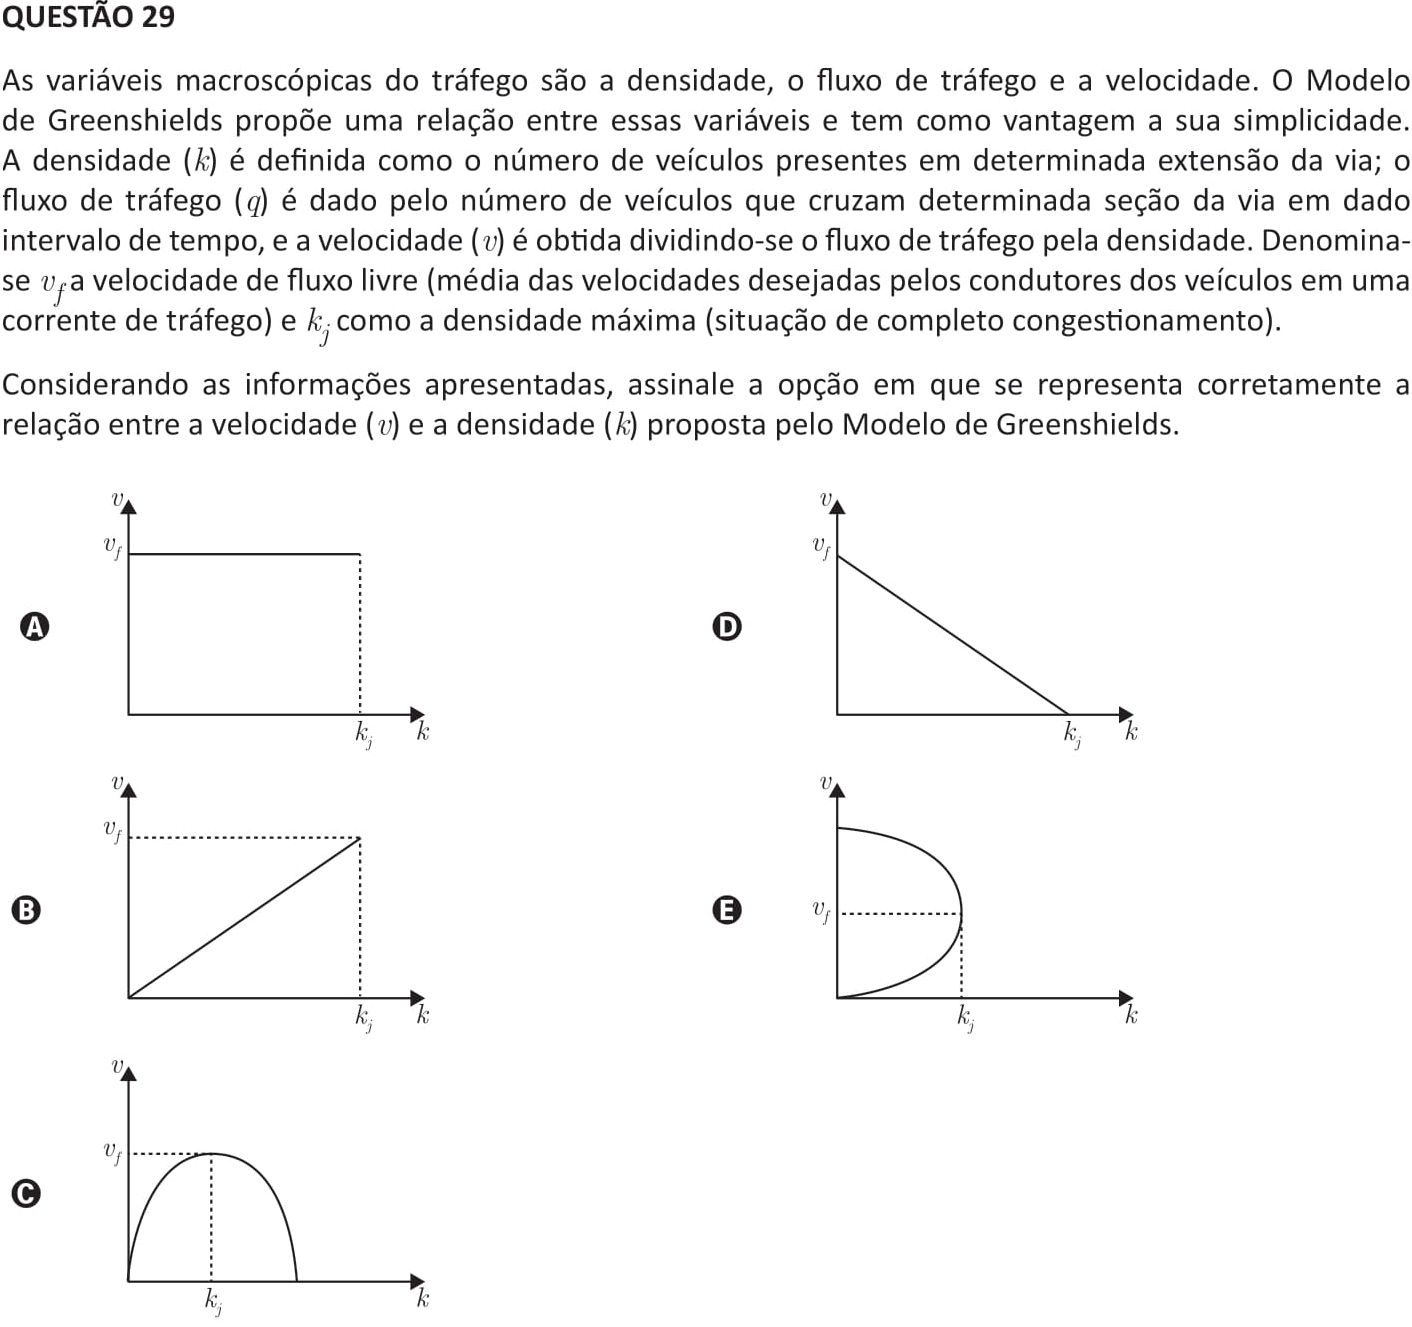 QUESTÃO 29
As variáveis macroscópicas do tráfego são a densidade, o fluxo de tráfego e a velocidade. O Modelo
de Greenshields propõe uma relação entre essas variáveis e tem como vantagem a sua simplicidade.
A densidade (k) é definida como o número de veículos presentes em determinada extensão da via; o
fluxo de tráfego (q) é dado pelo número de veículos que cruzam determinada seção da via em dado
intervalo de tempo, e a velocidade (v) é obtida dividindo-se o fluxo de tráfego pela densidade. Denomina-
se v_f a velocidade de fluxo livre (média das velocidades desejadas pelos condutores dos veículos em uma
corrente de tráfego) e k_j como a densidade máxima (situação de completo congestionamento).
Considerando as informações apresentadas, assinale a opção em que se representa corretamente a
relação entre a velocidade (v) e a densidade (k) proposta pelo Modelo de Greenshields.
v
v_f
A
k_j k
v
v_f
B
k_j k
v
v_f
C
k_j k
v
v_f
D
k_j k
v
v_f
E
k_j k